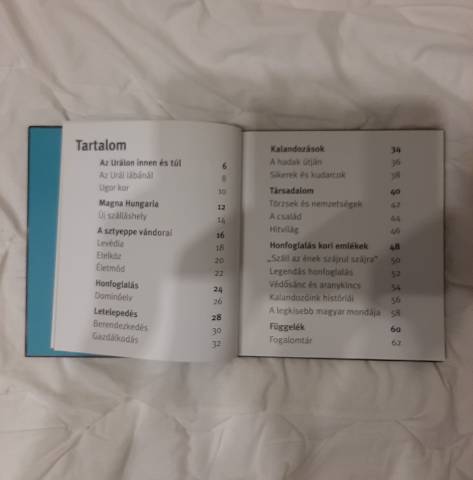 Tartalom
Az Urálon innen és túl 6
Az Urál lábánál 8
Ugor kor 10
Magna Hungaria 12
Új szálláshely 14
A sztyeppe vándorai 16
Levédia 18
Etelköz 20
Életmód 22
Honfoglalás 24
Dominóelv 26
Letelepedés 28
Berendezkedés 30
Gazdálkodás 32
Kalandozások 34
A hadak útján 36
Sikerek és kudarcok 38
Társadalom 40
Törzsek és nemzetségek 42
A család 44
Hitvilág 46
Honfoglalás kori emlékek 48
„Száll az ének szájrul szájra” 50
Legendás honfoglalás 52
Védősánc és aranykincs 54
Kalandozóink históriái 56
A legkisebb magyar mondája 58
Függelék 60
Fogalomtár 62